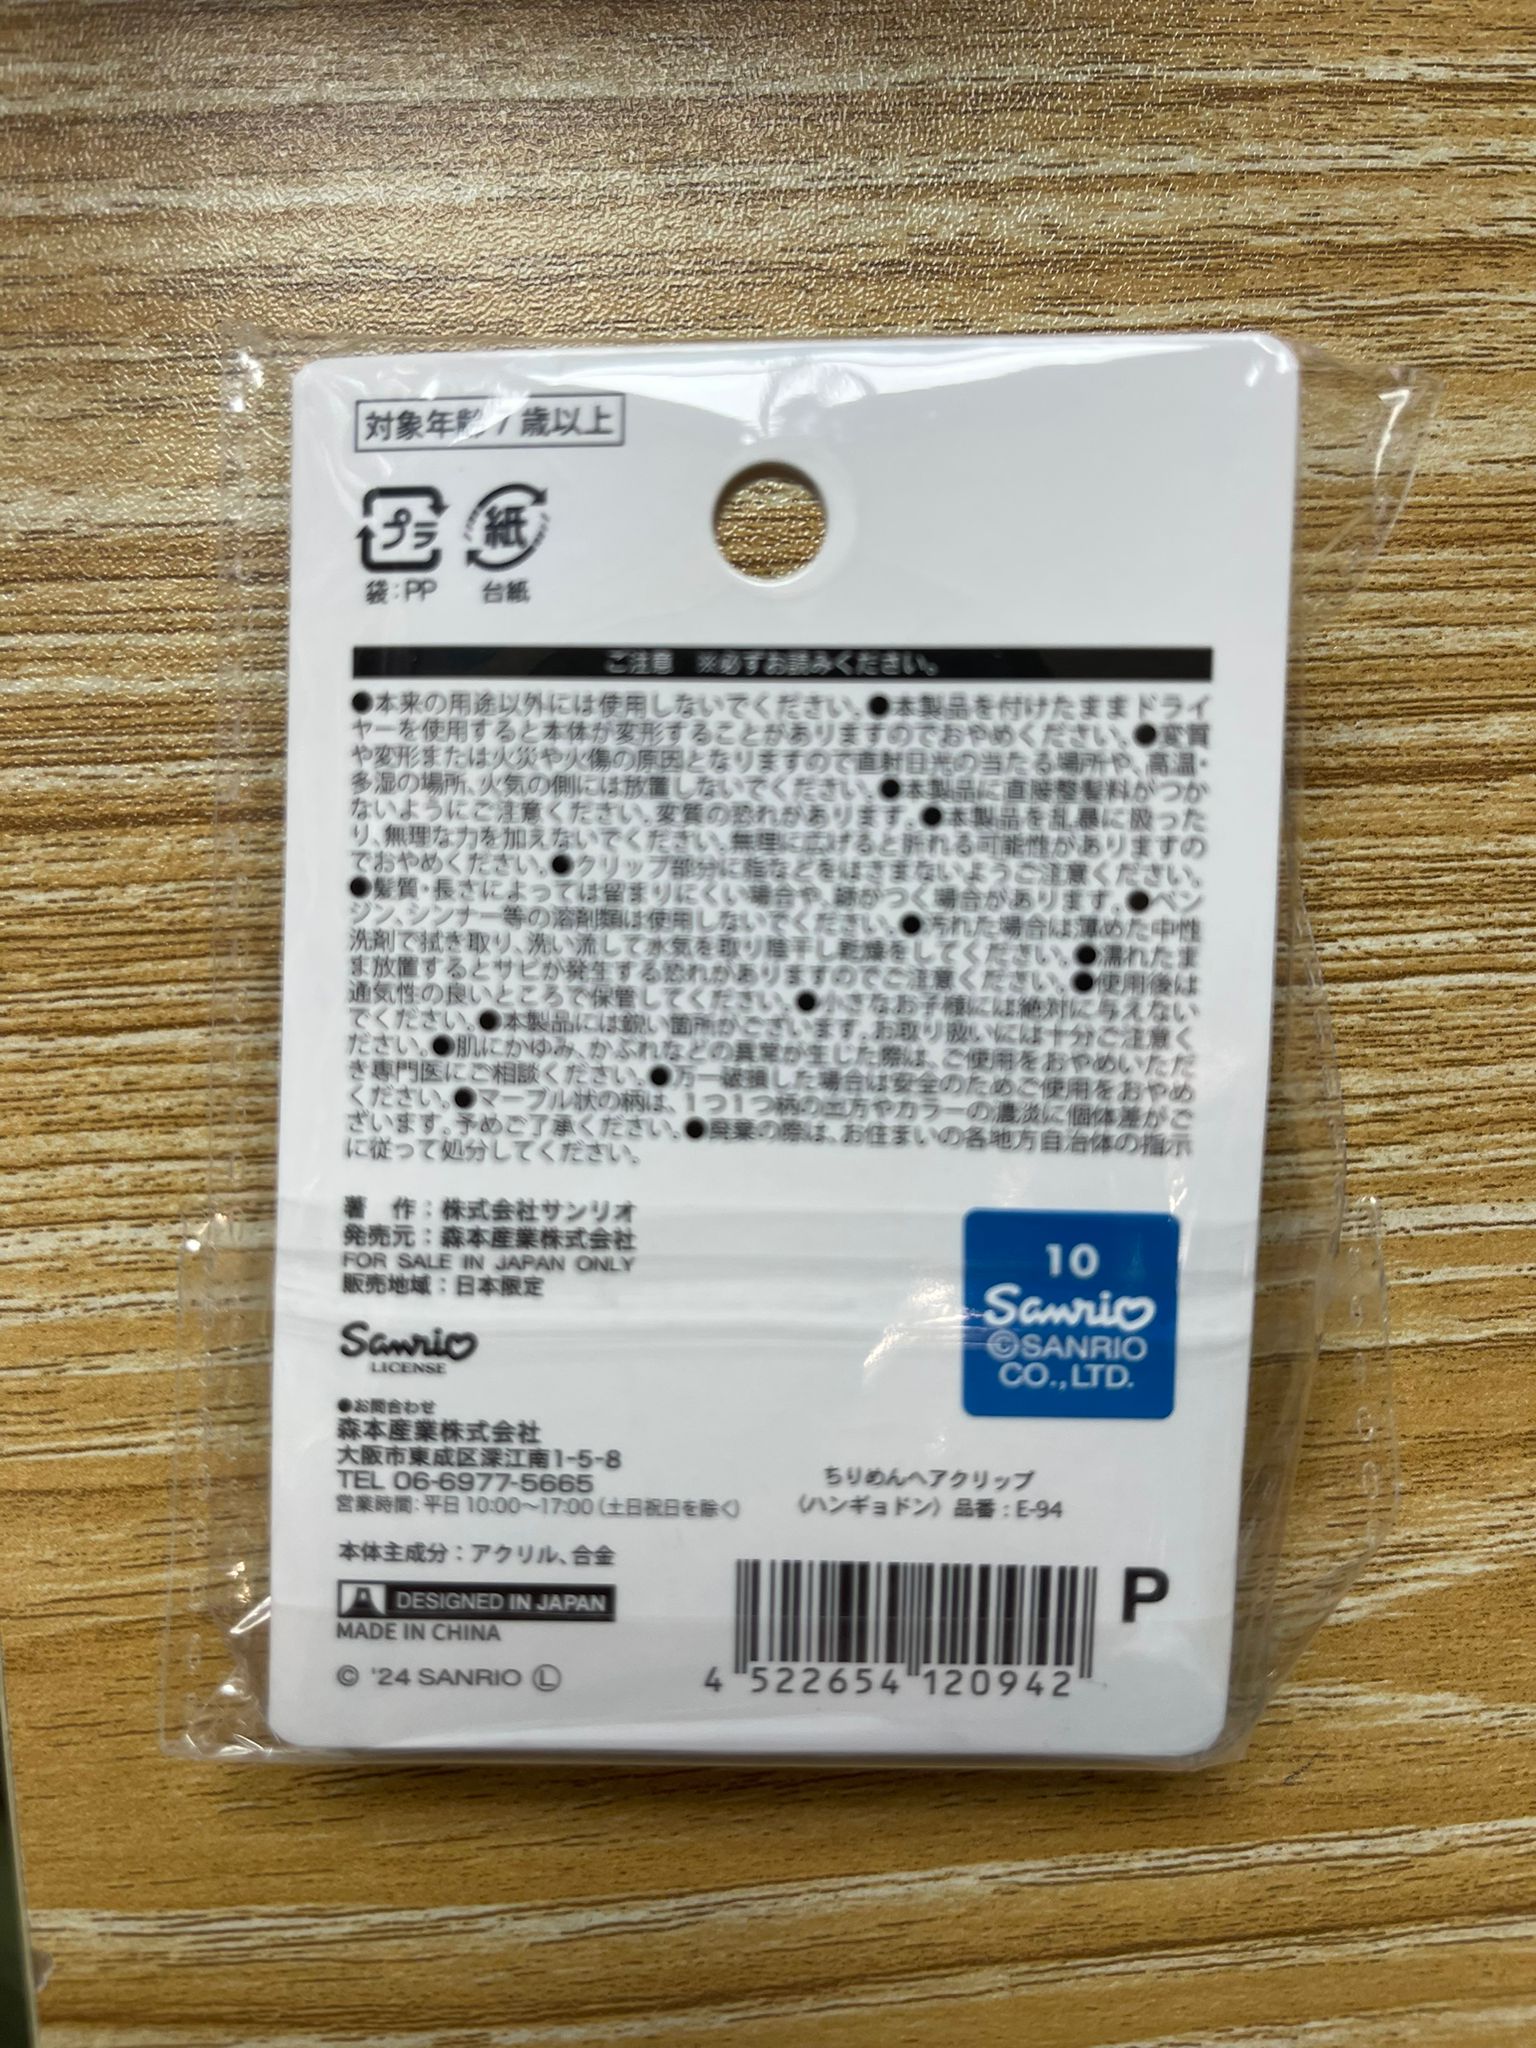 対象年齢7歳以上
プラ
紙
袋：PP
台紙
ご注意　※必ずお読みください。
●本来の用途以外には使用しないでください。●本製品を付けたままドライ
ヤーを使用すると本体が変形することがありますのでおやめください。●変質
や変形または火災や火傷の原因となりますので直射日光の当たる場所や、高温・
多湿の場所、火気の側には放置しないでください。●本製品に直接整髪料がつか
ないようにご注意ください。変質の恐れがあります。●本製品を乱暴に扱った
り、無理な力を加えないでください。無理に広げると折れる可能性がありますの
でおやめください。●クリップ部分に指などをはさまないようご注意ください。
●髪質・長さによっては留まりにくい場合や、跡がつく場合があります。●ベン
ジン、シンナー等の溶剤類は使用しないでください。●汚れた場合は薄めた中性
洗剤で拭き取り、洗い流して水気を取り陰干し乾燥をしてください。●濡れたま
ま放置するとサビが発生する恐れがありますのでご注意ください。●使用後は
通気性の良いところで保管してください。●小さなお子様には絶対に与えない
でください。●本製品には鋭い箇所がございます。お取り扱いには十分ご注意く
ださい。●肌にかゆみ、かぶれなどの異常が生じた際は、ご使用をおやめいただ
き専門医にご相談ください。●万一破損した場合は安全のためご使用をおやめ
ください。●マーブル状の柄は、1つ1つ柄の出方やカラーの濃淡に個体差がご
ざいます。予めご了承ください。●廃棄の際は、お住まいの各地方自治体の指示
に従って処分してください。
著　作：株式会社サンリオ
発売元：森本産業株式会社
FOR SALE IN JAPAN ONLY
販売地域：日本限定
Sanrio
LICENSE
10
Sanrio
©SANRIO
CO.,LTD.
●お問合わせ
森本産業株式会社
大阪市東成区深江南1-5-8
TEL 06-6977-5665
営業時間：平日10:00～17:00（土日祝日を除く）
ちりめんヘアクリップ
（ハンギョドン）品番：E-94
本体主成分：アクリル、合金
DESIGNED IN JAPAN
MADE IN CHINA
© '24 SANRIO Ⓛ
P
4 522654 120942